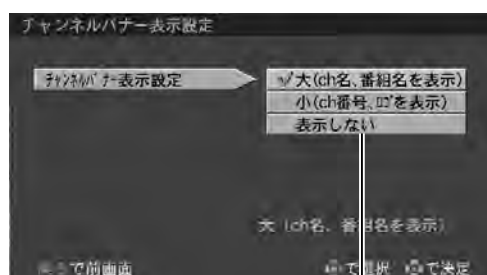 チャンネルバナー表示設定
チャンネルバナー表示設定
大(ch名、番組名を表示)
小(ch番号、ロゴを表示)
表示しない
大(ch名、番組名を表示)
で前画面
で選択 で決定